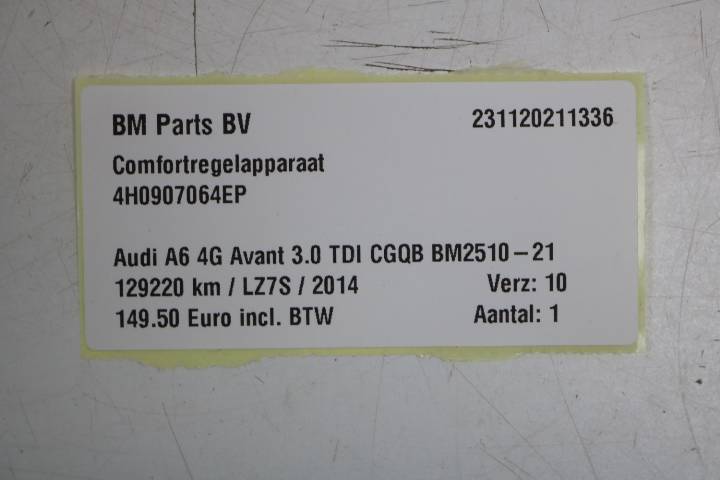 BM Parts BV 231120211336
Comfortregelapparaat
4H0907064EP
Audi A6 4G Avant 3.0 TDI CGQB BM2510-21
129220 km / LZ7S / 2014 Verz: 10
149.50 Euro incl. BTW Aantal: 1